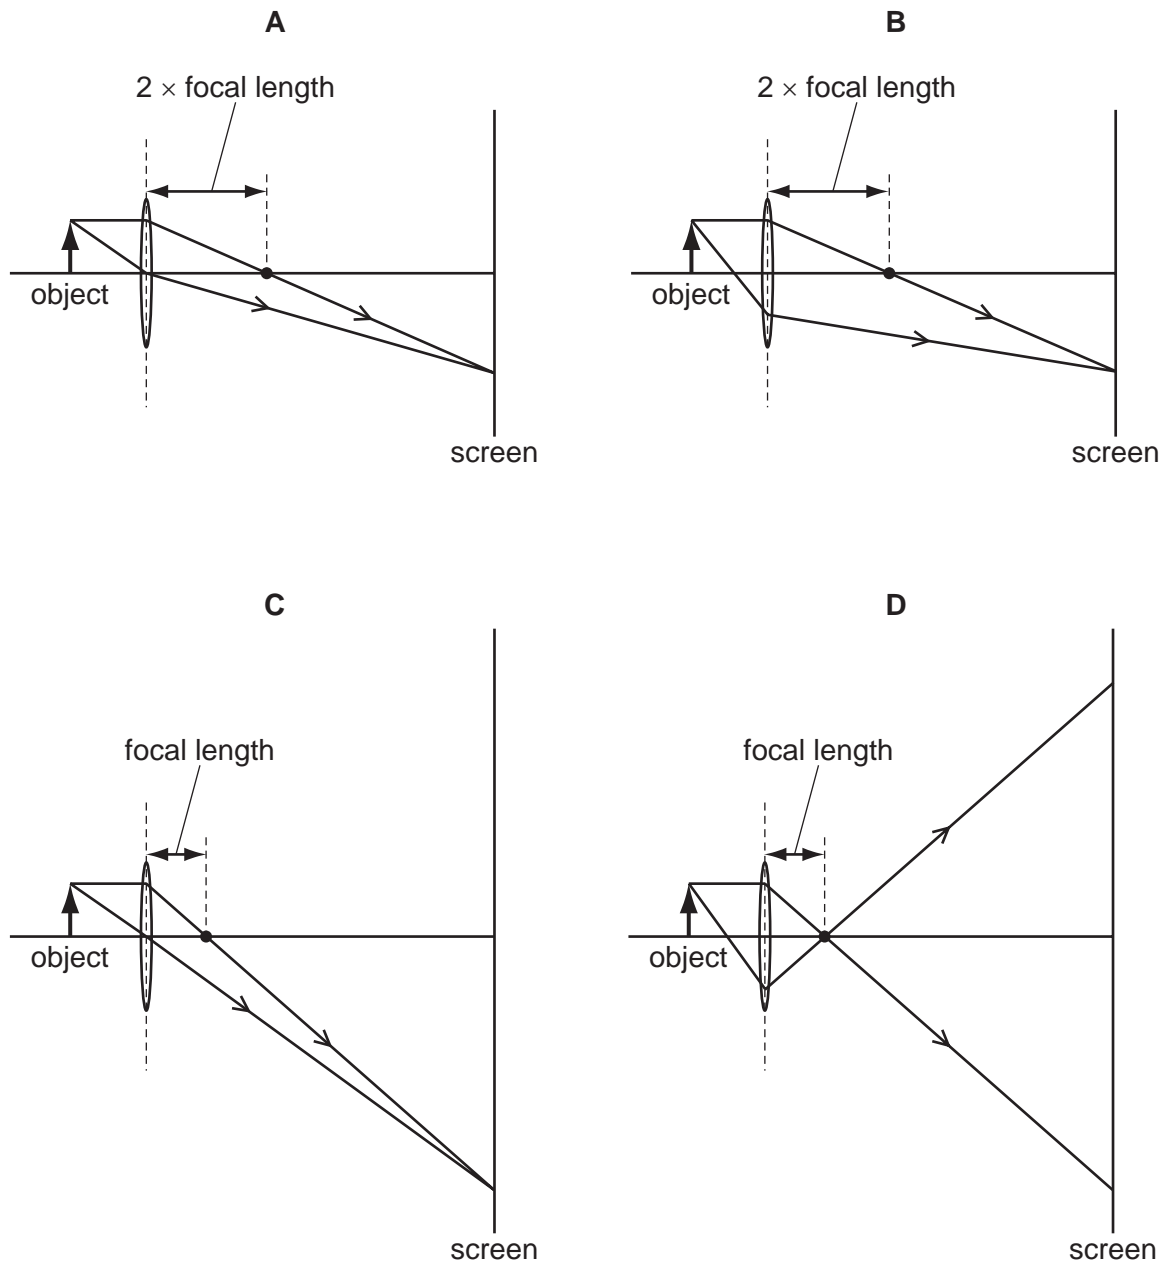 A
2 × focal length
object
screen
B
2 × focal length
object
screen
C
focal length
object
screen
D
focal length
object
screen